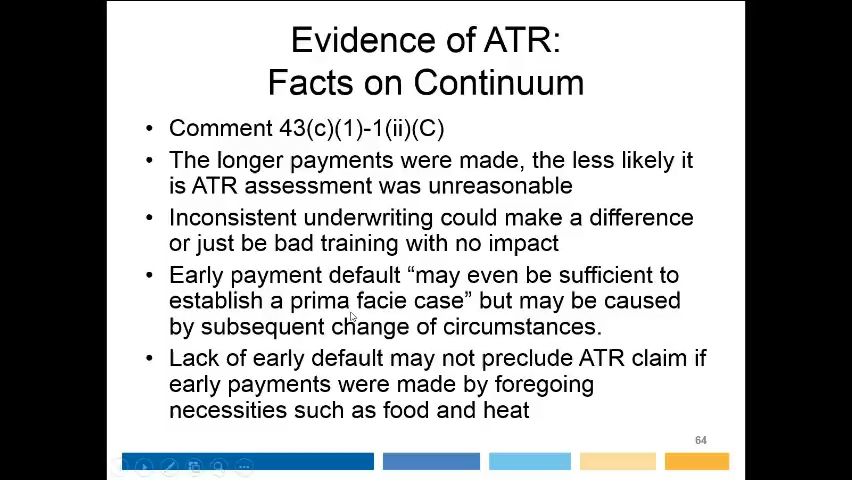 Evidence of ATR:
Facts on Continuum
• Comment 43(c)(1)-1(ii)(C)
• The longer payments were made, the less likely it
is ATR assessment was unreasonable
• Inconsistent underwriting could make a difference
or just be bad training with no impact
• Early payment default “may even be sufficient to
establish a prima facie case” but may be caused
by subsequent change of circumstances.
• Lack of early default may not preclude ATR claim if
early payments were made by foregoing
necessities such as food and heat
64